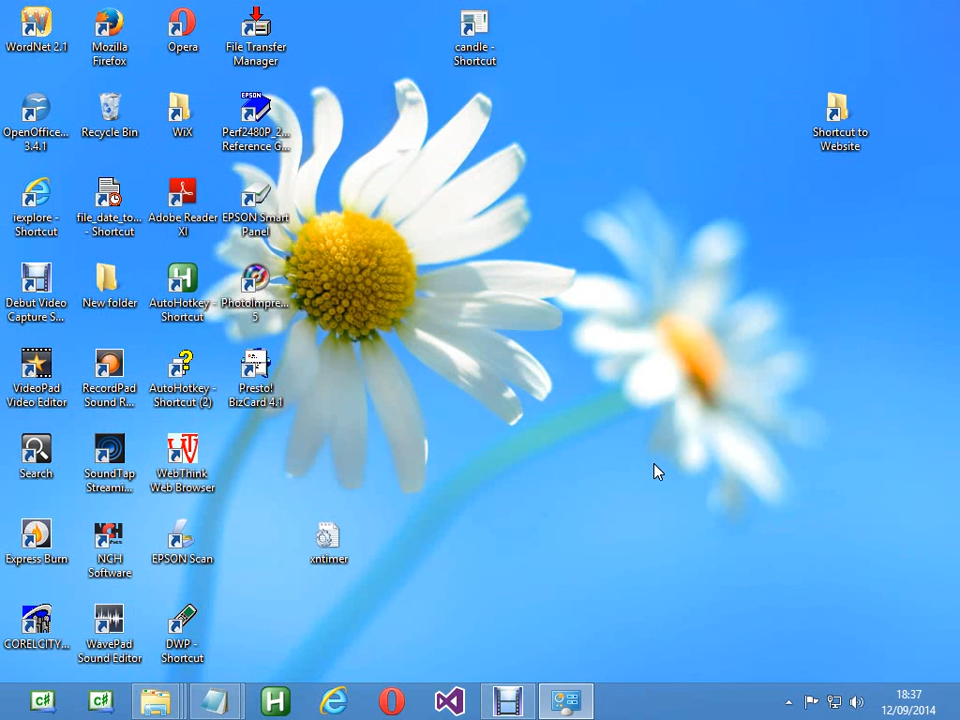 WordNet 2.1
Mozilla
Firefox
Opera
File Transfer
Manager
candle -
Shortcut
OpenOffice...
3.4.1
Recycle Bin
WiX
EPSON
Perf2480P_2...
Reference G...
Shortcut to
Website
iexplore -
Shortcut
file_date_to...
- Shortcut
Adobe Reader
XI
EPSON Smart
Panel
Debut Video
Capture S...
New folder
H
AutoHotkey -
Shortcut
PhotoImpre...
5
VideoPad
Video Editor
RecordPad
Sound R...
AutoHotkey -
Shortcut (2)
Presto!
BizCard 4.1
Search
SoundTap
Streami...
WebThink
Web Browser
Express Burn
NCH
NCH
Software
EPSON Scan
xntimer
CORELCITY...
WavePad
Sound Editor
DWP -
Shortcut
C#
C#
H
18:37
12/09/2014